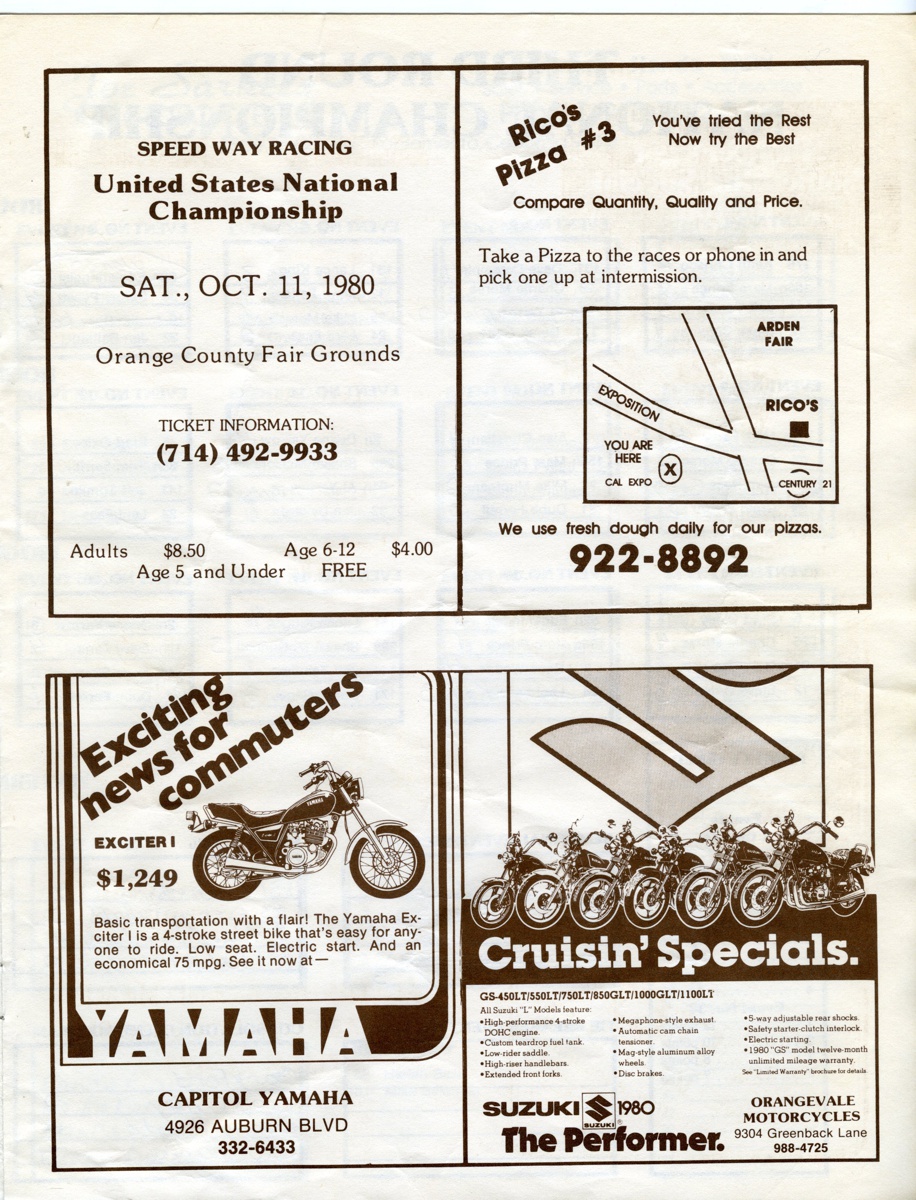 SPEED WAY RACING
United States National
Championship
SAT., OCT. 11, 1980
Orange County Fair Grounds
TICKET INFORMATION:
(714) 492-9933
Adults $8.50 Age 6-12 $4.00
Age 5 and Under FREE
Rico's
Pizza #3
You've tried the Rest
Now try the Best
Compare Quantity, Quality and Price.
Take a Pizza to the races or phone in and
pick one up at intermission.
ARDEN
FAIR
EXPOSITION
RICO'S
YOU ARE
HERE
X
CAL EXPO
CENTURY 21
We use fresh dough daily for our pizzas.
922-8892
Exciting
news for
commuters
YAMAHA
EXCITER I
$1,249
Basic transportation with a flair! The Yamaha Ex-
citer I is a 4-stroke street bike that's easy for any-
one to ride. Low seat. Electric start. And an
economical 75 mpg. See it now at—
YAMAHA
CAPITOL YAMAHA
4926 AUBURN BLVD
332-6433
Cruisin' Specials.
GS-450LT/550LT/750LT/850GLT/1000GLT/1100LT
All Suzuki "L" Models feature:
•High-performance 4-stroke
DOHC engine.
•Custom teardrop fuel tank.
•Low-rider saddle.
•High-riser handlebars.
•Extended front forks.
•Megaphone-style exhaust.
•Automatic cam chain
tensioner.
•Mag-style aluminum alloy
wheels.
•Disc brakes.
•5-way adjustable rear shocks.
•Safety starter-clutch interlock.
•Electric starting.
•1980 "GS" model twelve-month
unlimited mileage warranty.
See "Limited Warranty" brochure for details.
SUZUKI SUZUKI® 1980
The Performer.
ORANGEVALE
MOTORCYCLES
9304 Greenback Lane
988-4725